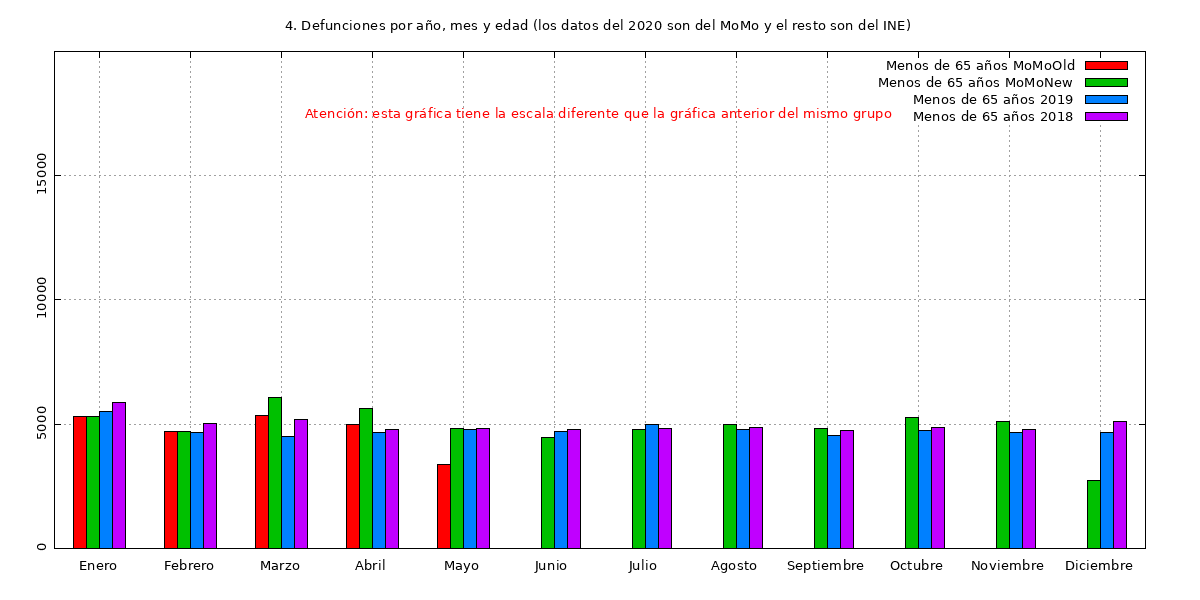 4. Defunciones por año, mes y edad (los datos del 2020 son del MoMo y el resto son del INE)
Menos de 65 años MoMoOld
Menos de 65 años MoMoNew
Menos de 65 años 2019
Menos de 65 años 2018
Atención: esta gráfica tiene la escala diferente que la gráfica anterior del mismo grupo
15000
10000
5000
0
Enero Febrero Marzo Abril Mayo Junio Julio Agosto Septiembre Octubre Noviembre Diciembre